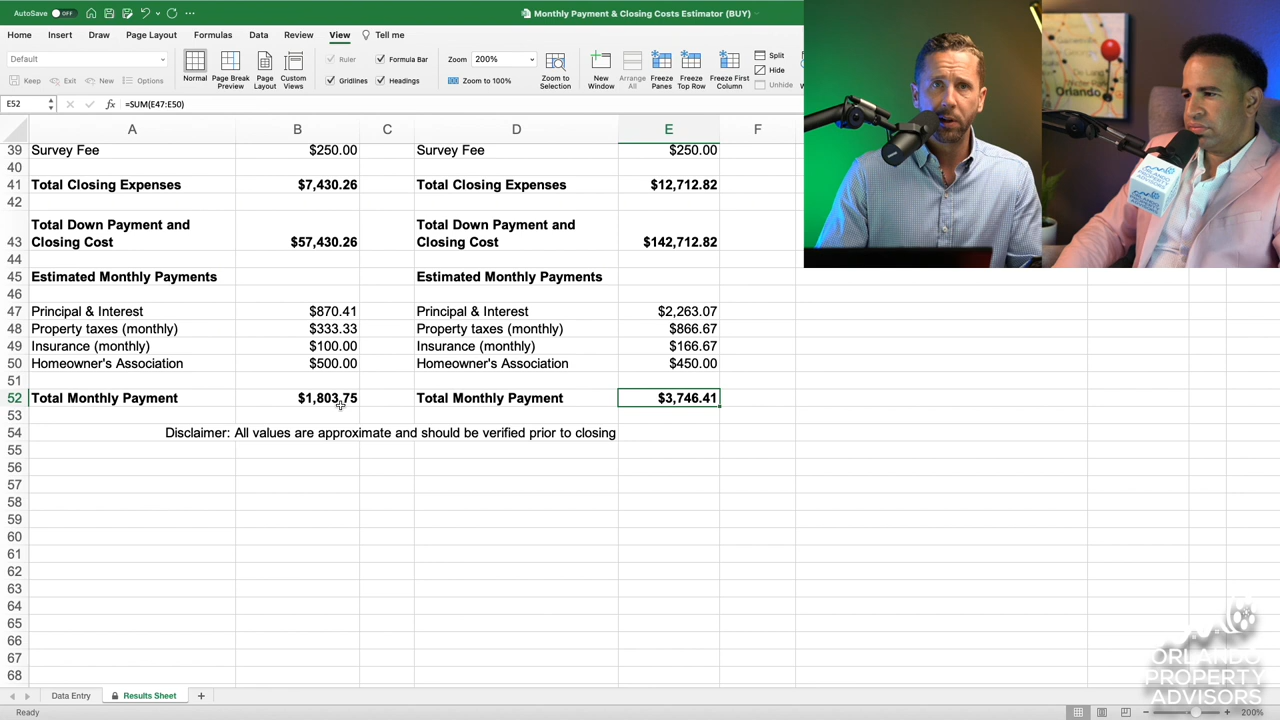 AutoSave OFF
Monthly Payment & Closing Costs Estimator (BUY)
Home Insert Draw Page Layout Formulas Data Review View Tell me
Default
Keep Exit New Options
Normal
Page Break Preview
Page Layout
Custom Views
Ruler Formula Bar
Gridlines Headings
Zoom 200%
Zoom to 100%
Zoom to Selection
New Window
Arrange All
Freeze Panes
Freeze Top Row
Freeze First Column
Split
Hide
Unhide
E52 fx =SUM(E47:E50)
A B C D E F
39 Survey Fee $250.00 Survey Fee $250.00
40
41 Total Closing Expenses $7,430.26 Total Closing Expenses $12,712.82
42
Total Down Payment and Total Down Payment and
43 Closing Cost $57,430.26 Closing Cost $142,712.82
44
45 Estimated Monthly Payments Estimated Monthly Payments
46
47 Principal & Interest $870.41 Principal & Interest $2,263.07
48 Property taxes (monthly) $333.33 Property taxes (monthly) $866.67
49 Insurance (monthly) $100.00 Insurance (monthly) $166.67
50 Homeowner's Association $500.00 Homeowner's Association $450.00
51
52 Total Monthly Payment $1,803.75 Total Monthly Payment $3,746.41
53
54 Disclaimer: All values are approximate and should be verified prior to closing
55
56
57
58
59
60
61
62
63
64
65
66
67
68
Data Entry Results Sheet +
Ready
200%
Orlando
ORLANDO
PROPERTY
ADVISORS
ORLANDO
PROPERTY
ADVISORS